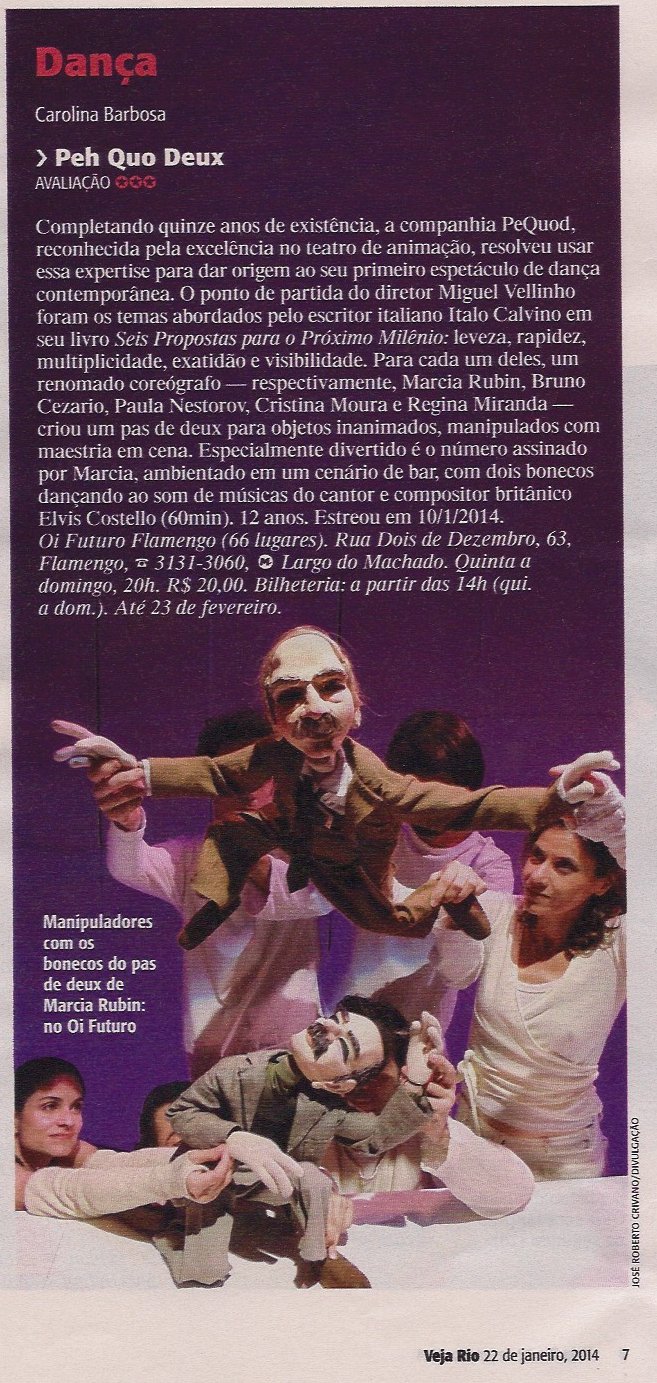 Dança
Carolina Barbosa
› Peh Quo Deux
AVALIAÇÃO ✪✪✪
Completando quinze anos de existência, a companhia PeQuod,
reconhecida pela excelência no teatro de animação, resolveu usar
essa expertise para dar origem ao seu primeiro espetáculo de dança
contemporânea. O ponto de partida do diretor Miguel Vellinho
foram os temas abordados pelo escritor italiano Italo Calvino em
seu livro Seis Propostas para o Próximo Milênio: leveza, rapidez,
multiplicidade, exatidão e visibilidade. Para cada um deles, um
renomado coreógrafo — respectivamente, Marcia Rubin, Bruno
Cezario, Paula Nestorov, Cristina Moura e Regina Miranda —
criou um pas de deux para objetos inanimados, manipulados com
maestria em cena. Especialmente divertido é o número assinado
por Marcia, ambientado em um cenário de bar, com dois bonecos
dançando ao som de músicas do cantor e compositor britânico
Elvis Costello (60min). 12 anos. Estreou em 10/1/2014.
Oi Futuro Flamengo (66 lugares). Rua Dois de Dezembro, 63,
Flamengo, ☎ 3131-3060, Ⓜ Largo do Machado. Quinta a
domingo, 20h. R$ 20,00. Bilheteria: a partir das 14h (qui.
a dom.). Até 23 de fevereiro.
Manipuladores
com os
bonecos do pas
de deux de
Marcia Rubin:
no Oi Futuro
JOSÉ ROBERTO CRIVANO/DIVULGAÇÃO
Veja Rio 22 de janeiro, 2014 7